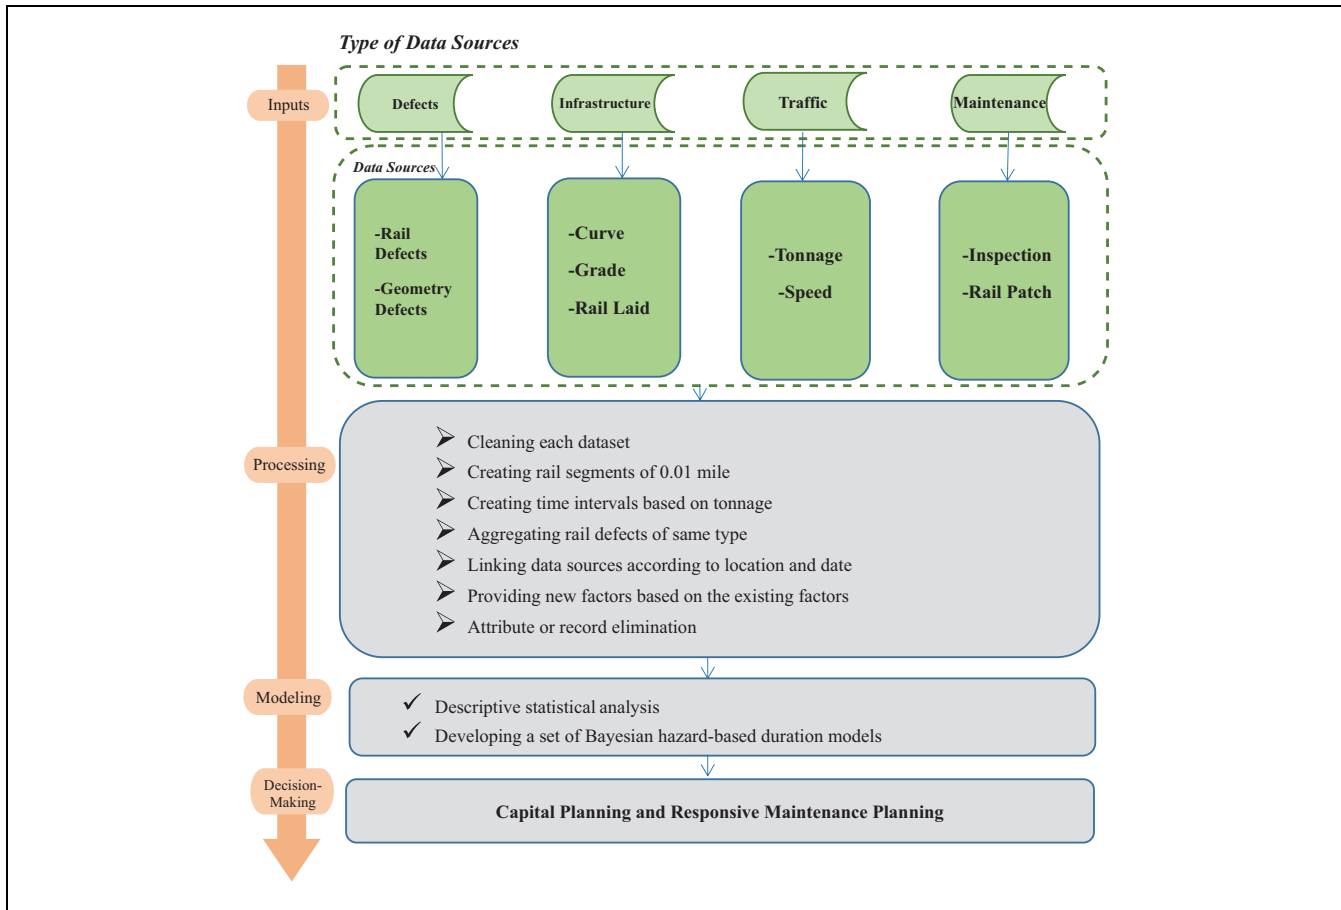 Type of Data Sources
Inputs
Defects
Infrastructure
Traffic
Maintenance
Data Sources
-Rail
Defects
-Geometry
Defects
-Curve
-Grade
-Rail Laid
-Tonnage
-Speed
-Inspection
-Rail Patch
Processing
Cleaning each dataset
Creating rail segments of 0.01 mile
Creating time intervals based on tonnage
Aggregating rail defects of same type
Linking data sources according to location and date
Providing new factors based on the existing factors
Attribute or record elimination
Modeling
Descriptive statistical analysis
Developing a set of Bayesian hazard-based duration models
Decision-
Making
Capital Planning and Responsive Maintenance Planning